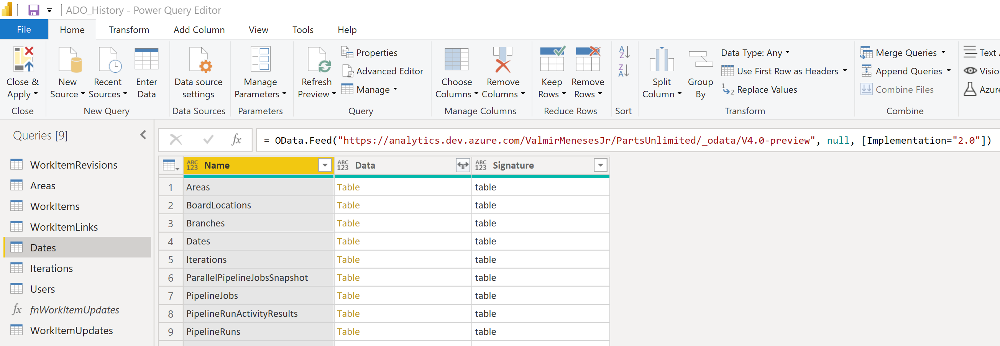 ADO_History - Power Query Editor
File Home Transform Add Column View Tools Help
Close & Apply
New Source
Recent Sources
Enter Data
Data source settings
Manage Parameters
Refresh Preview
Properties
Advanced Editor
Manage
Choose Columns
Remove Columns
Keep Rows
Remove Rows
A
Z
Z
A
Split Column
Group By
Data Type: Any
Use First Row as Headers
1
2
Replace Values
Merge Queries
Append Queries
Combine Files
Text
Visio
Azure
Close New Query Data Sources Parameters Query Manage Columns Reduce Rows Sort Transform Combine
Queries [9]
fx = OData.Feed("https://analytics.dev.azure.com/ValmirMenesesJr/PartsUnlimited/_odata/V4.0-preview", null, [Implementation="2.0"])
WorkItemRevisions
Areas
WorkItems
WorkItemLinks
Dates
Iterations
Users
fx fnWorkItemUpdates
WorkItemUpdates
ABC 123 Name ABC 123 Data ABC 123 Signature
1 Areas Table table
2 BoardLocations Table table
3 Branches Table table
4 Dates Table table
5 Iterations Table table
6 ParallelPipelineJobsSnapshot Table table
7 PipelineJobs Table table
8 PipelineRunActivityResults Table table
9 PipelineRuns Table table